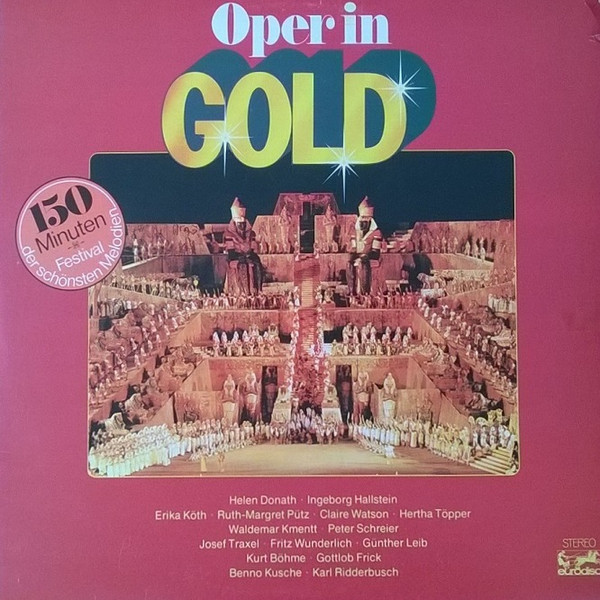 Oper in
GOLD
150
Minuten
Festival
der schönsten Melodien
Helen Donath · Ingeborg Hallstein
Erika Köth · Ruth-Margret Pütz · Claire Watson · Hertha Töpper
Waldemar Kmentt · Peter Schreier
Josef Traxel · Fritz Wunderlich · Günther Leib
Kurt Böhme · Gottlob Frick
Benno Kusche · Karl Ridderbusch
STEREO
eurodisc